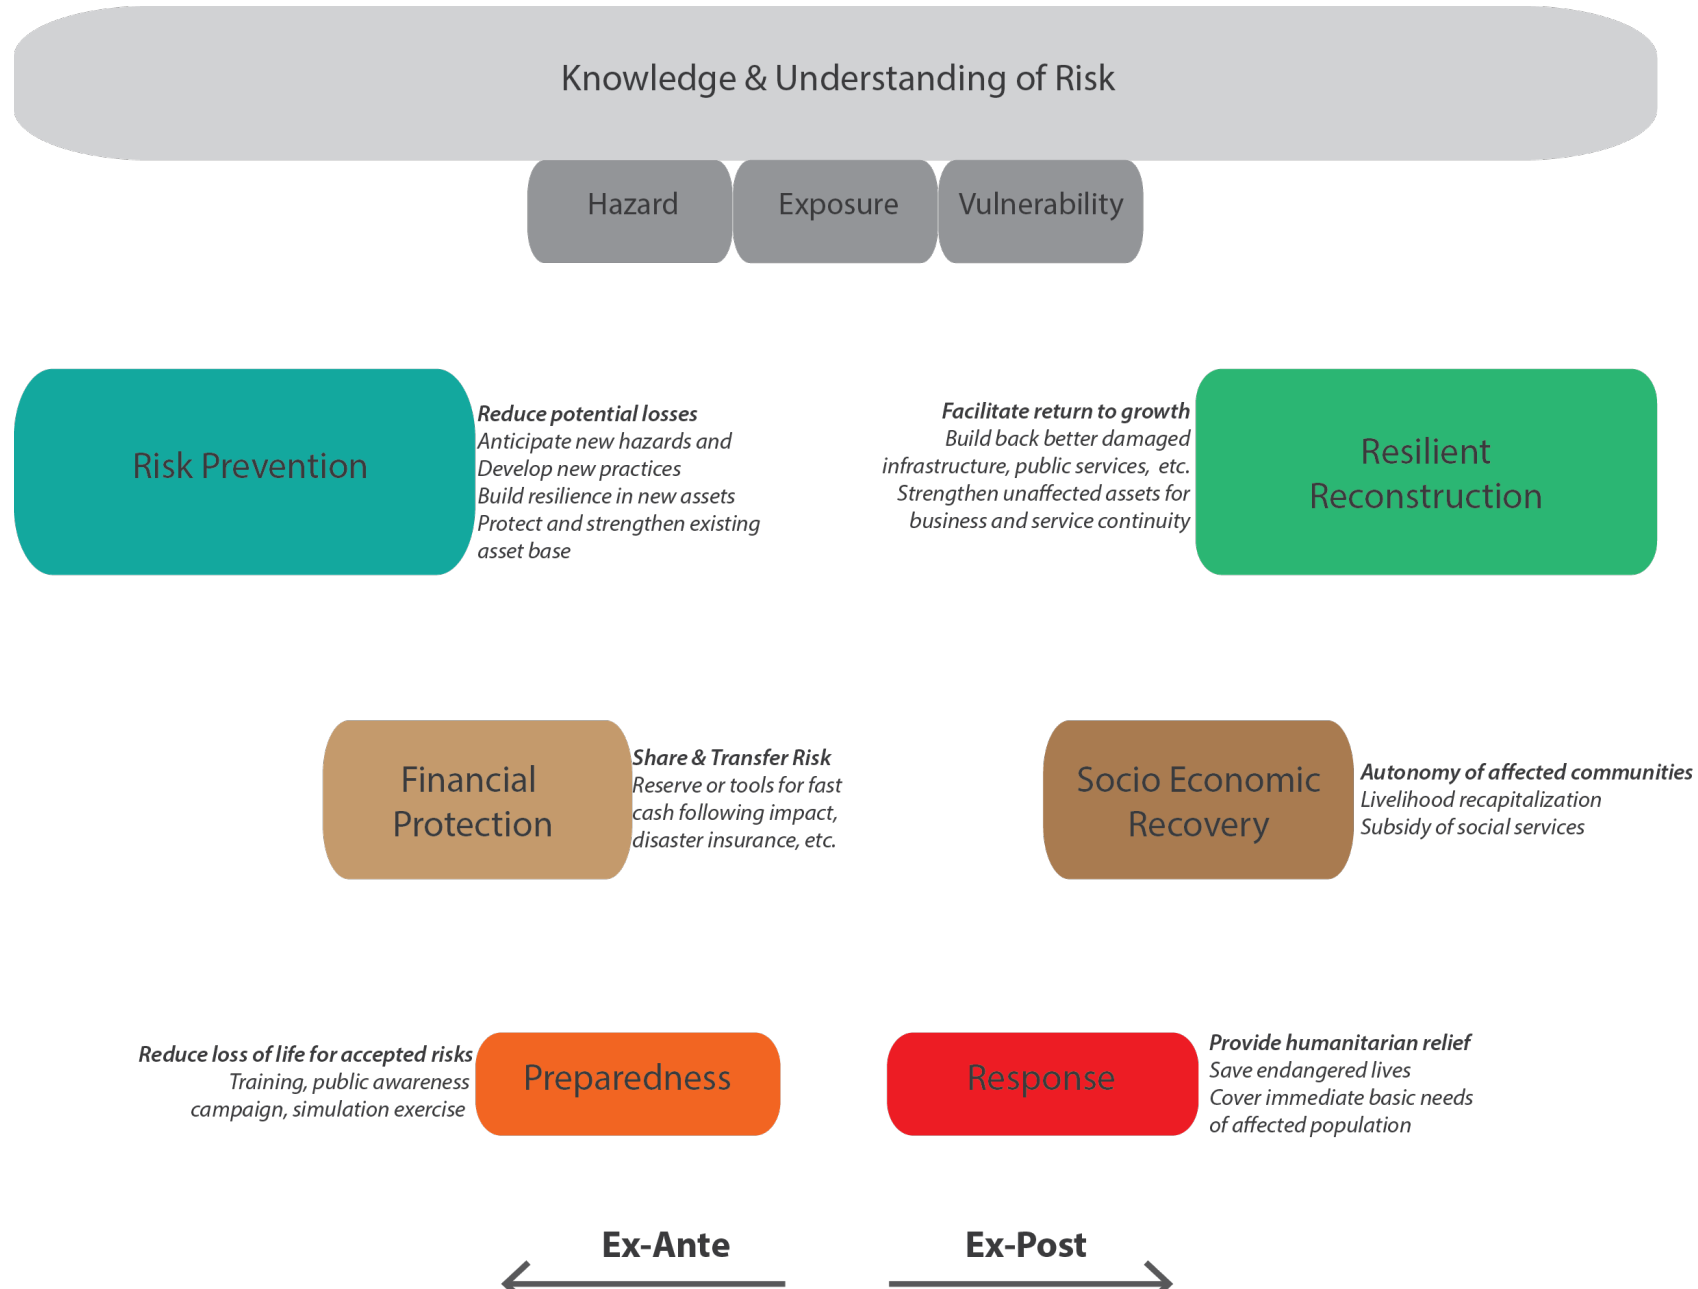 Knowledge & Understanding of Risk
Hazard
Exposure
Vulnerability
Risk Prevention
Reduce potential losses
Anticipate new hazards and
Develop new practices
Build resilience in new assets
Protect and strengthen existing
asset base
Facilitate return to growth
Build back better damaged
infrastructure, public services, etc.
Strengthen unaffected assets for
business and service continuity
Resilient
Reconstruction
Financial
Protection
Share & Transfer Risk
Reserve or tools for fast
cash following impact,
disaster insurance, etc.
Socio Economic
Recovery
Autonomy of affected communities
Livelihood recapitalization
Subsidy of social services
Reduce loss of life for accepted risks
Training, public awareness
campaign, simulation exercise
Preparedness
Response
Provide humanitarian relief
Save endangered lives
Cover immediate basic needs
of affected population
Ex-Ante
Ex-Post